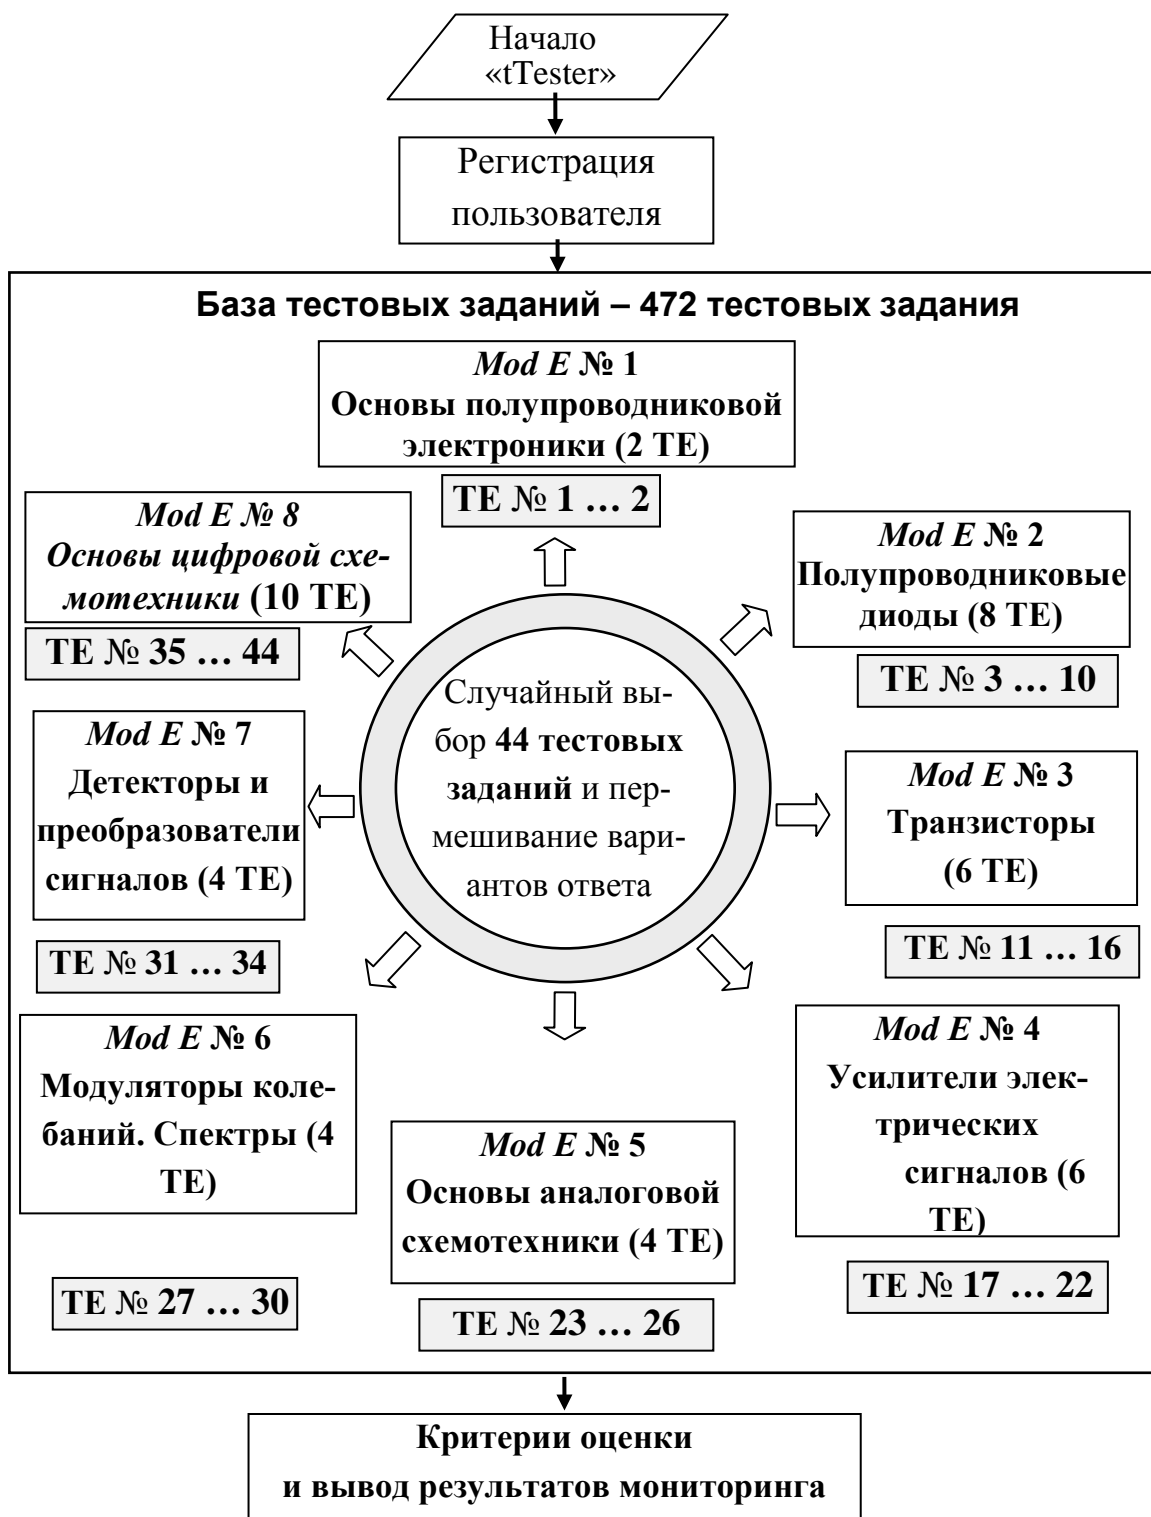 Начало
«tTester»
Регистрация
пользователя
База тестовых заданий – 472 тестовых задания
Mod E № 1
Основы полупроводниковой
электроники (2 ТЕ)
ТЕ № 1 … 2
Mod E № 8
Основы цифровой схе-
мотехники (10 ТЕ)
ТЕ № 35 … 44
Mod E № 2
Полупроводниковые
диоды (8 ТЕ)
ТЕ № 3 … 10
Случайный вы-
бор 44 тестовых
заданий и пер-
мешивание вари-
антов ответа
Mod E № 7
Детекторы и
преобразователи
сигналов (4 ТЕ)
ТЕ № 31 … 34
Mod E № 3
Транзисторы
(6 ТЕ)
ТЕ № 11 … 16
Mod E № 6
Модуляторы коле-
баний. Спектры (4
ТЕ)
ТЕ № 27 … 30
Mod E № 5
Основы аналоговой
схемотехники (4 ТЕ)
ТЕ № 23 … 26
Mod E № 4
Усилители элек-
трических
сигналов (6
ТЕ)
ТЕ № 17 … 22
Критерии оценки
и вывод результатов мониторинга